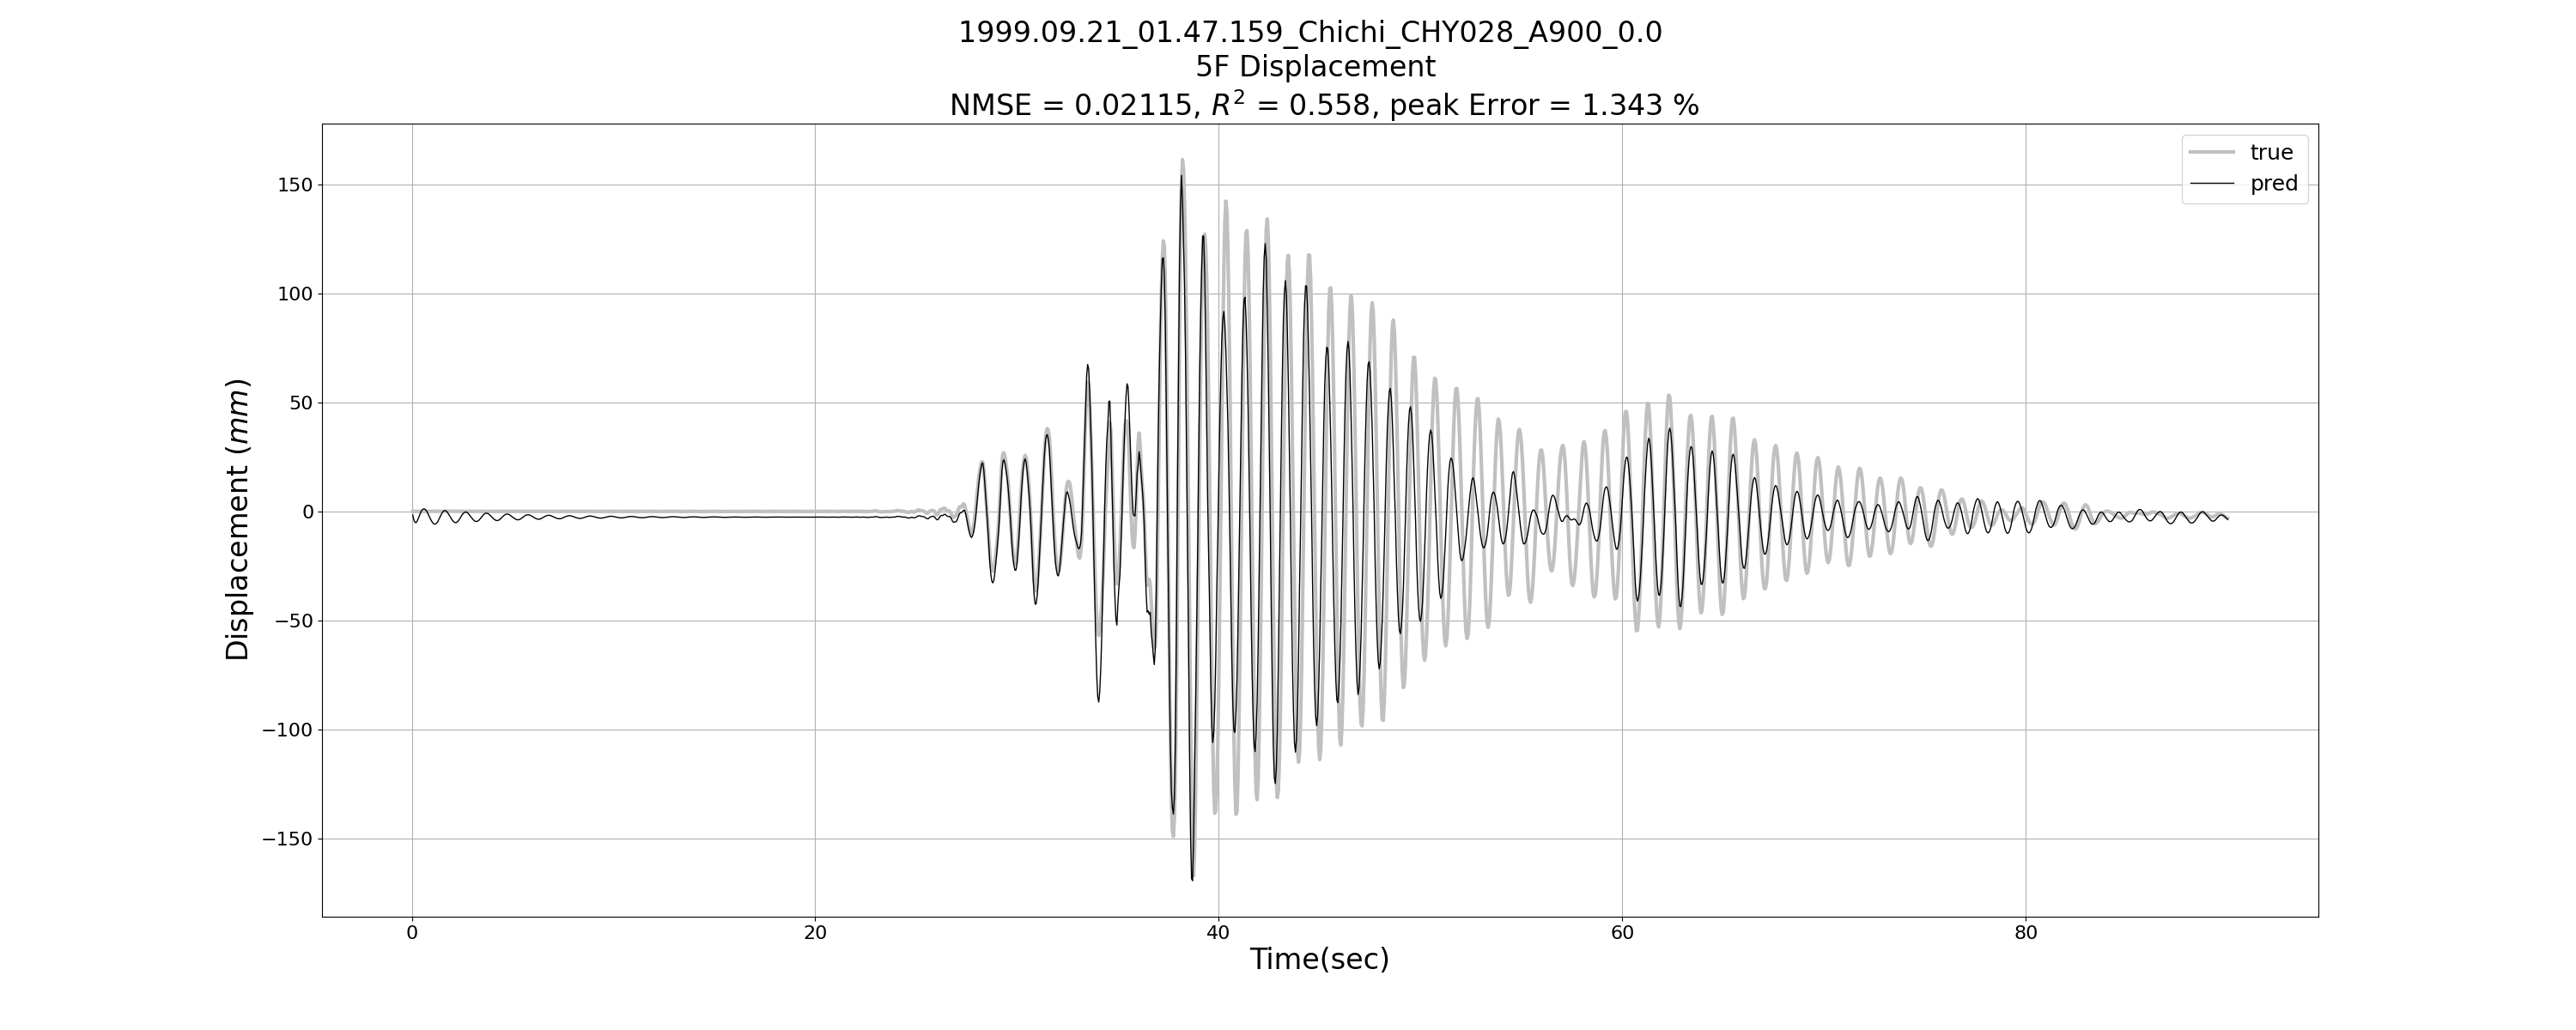 1999.09.21_01.47.159_Chichi_CHY028_A900_0.0
5F Displacement
NMSE = 0.02115, R² = 0.558, peak Error = 1.343 %
true
pred
Displacement (mm)
150
100
50
0
−50
−100
−150
0 20 40 60 80
Time(sec)